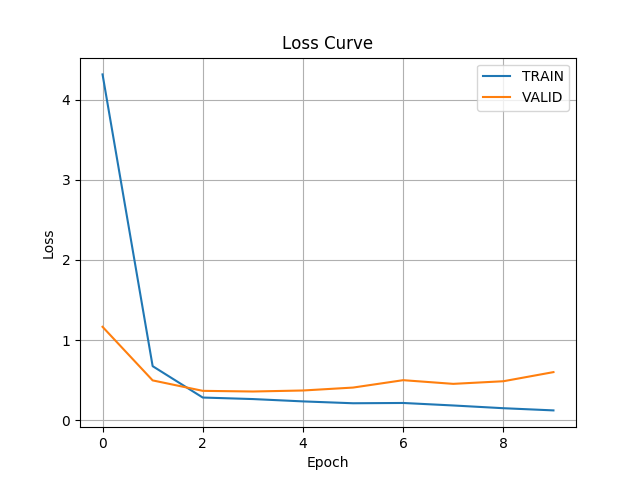 Loss Curve
TRAIN
VALID
4
3
2
1
0
Loss
0 2 4 6 8
Epoch